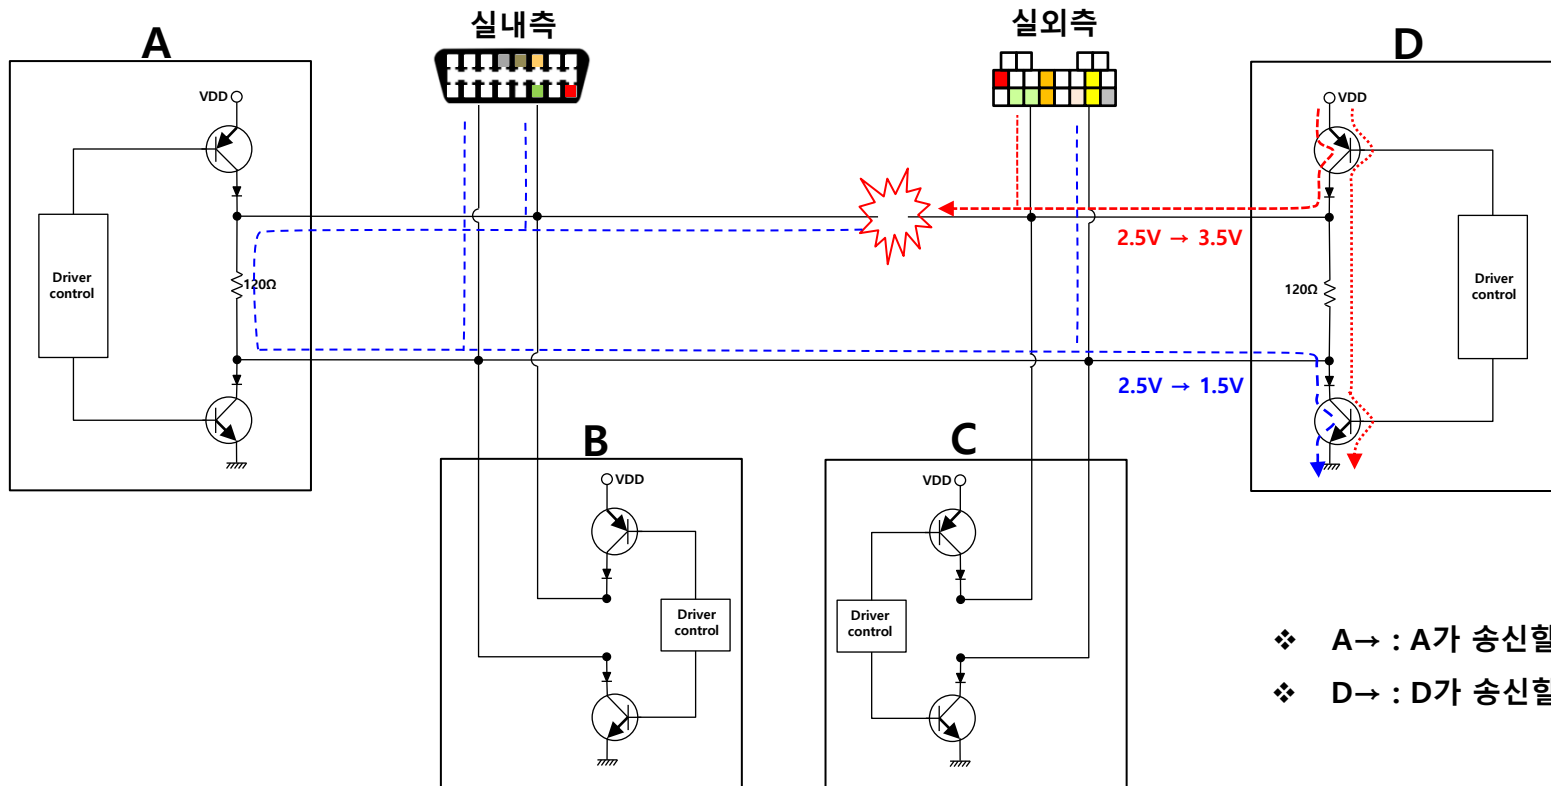 실내측
실외측
A
D
VDD
VDD
Driver
control
120Ω
2.5V → 3.5V
120Ω
Driver
control
2.5V → 1.5V
B
C
VDD
VDD
Driver
control
Driver
control
❖ A→ : A가 송신할
❖ D→ : D가 송신할